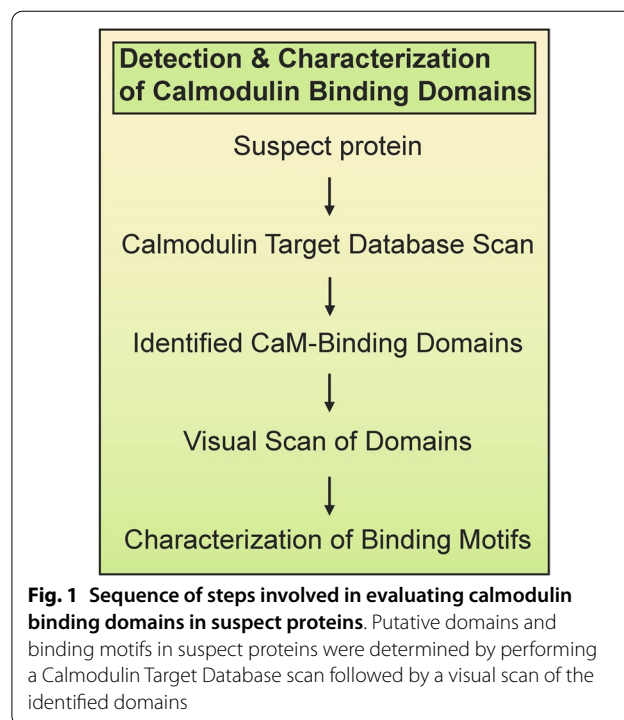 Detection & Characterization
of Calmodulin Binding Domains
Suspect protein
Calmodulin Target Database Scan
Identified CaM-Binding Domains
Visual Scan of Domains
Characterization of Binding Motifs
Fig. 1 Sequence of steps involved in evaluating calmodulin
binding domains in suspect proteins. Putative domains and
binding motifs in suspect proteins were determined by performing
a Calmodulin Target Database scan followed by a visual scan of the
identified domains